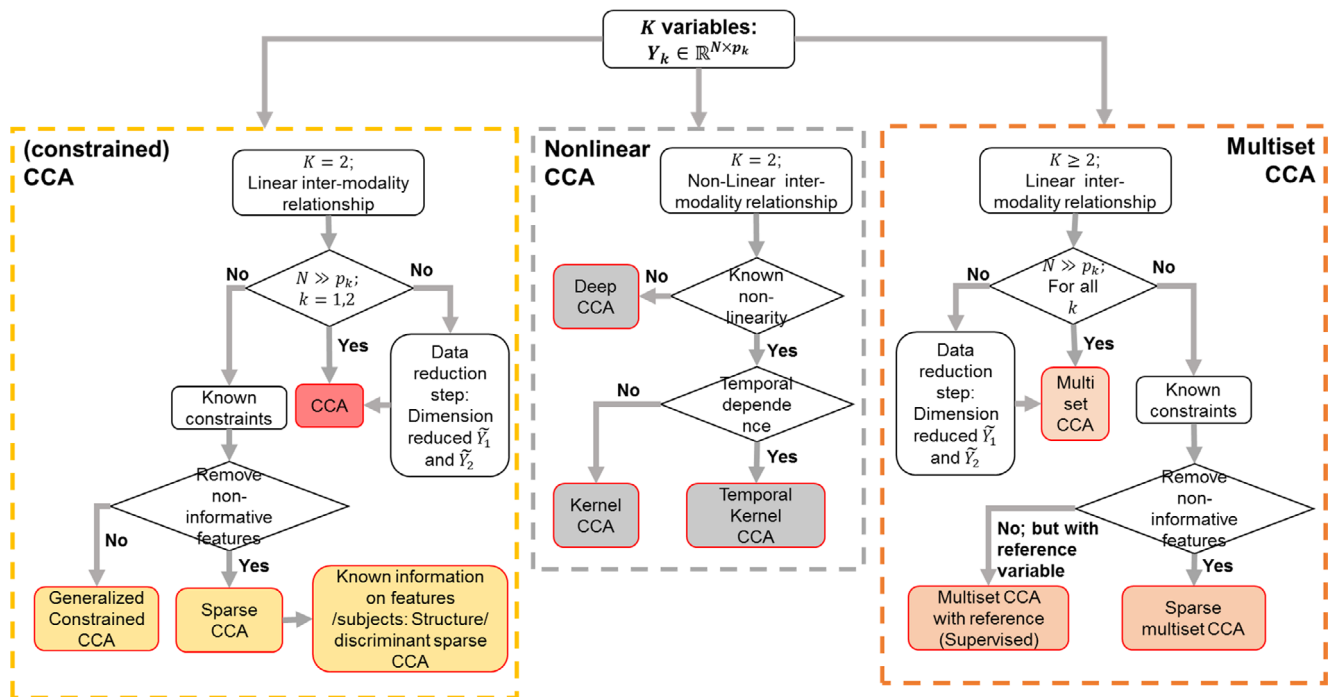 K variables:
Y_k ∈ ℝ^{N×p_k}
(constrained)
CCA
K = 2;
Linear inter-modality
relationship
No
N ≫ p_k;
k = 1,2
No
Yes
Known
constraints
CCA
Data
reduction
step:
Dimension
reduced Ỹ_1
and Ỹ_2
Remove
non-
informative
features
No
Yes
Generalized
Constrained
CCA
Sparse
CCA
Known information
on features
/subjects: Structure/
discriminant sparse
CCA
Nonlinear
CCA
K = 2;
Non-Linear inter-
modality relationship
Deep
CCA
No
Known
non-
linearity
Yes
No
Temporal
depende
nce
Yes
Kernel
CCA
Temporal
Kernel
CCA
Multiset
CCA
K ≥ 2;
Linear inter-
modality relationship
No
N ≫ p_k;
For all
k
No
Yes
Data
reduction
step:
Dimension
reduced Ỹ_1
and Ỹ_2
Multi
set
CCA
Known
constraints
Remove
non-
informative
features
No; but with
reference
variable
Yes
Multiset CCA
with reference
(Supervised)
Sparse
multiset CCA